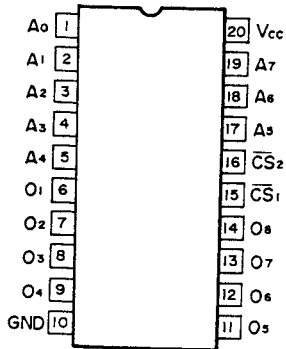 A0 1 20 Vcc
A1 2 19 A7
A2 3 18 A6
A3 4 17 A5
A4 5 16 C̅S̅2
O1 6 15 C̅S̅1
O2 7 14 O8
O3 8 13 O7
O4 9 12 O6
GND 10 11 O5